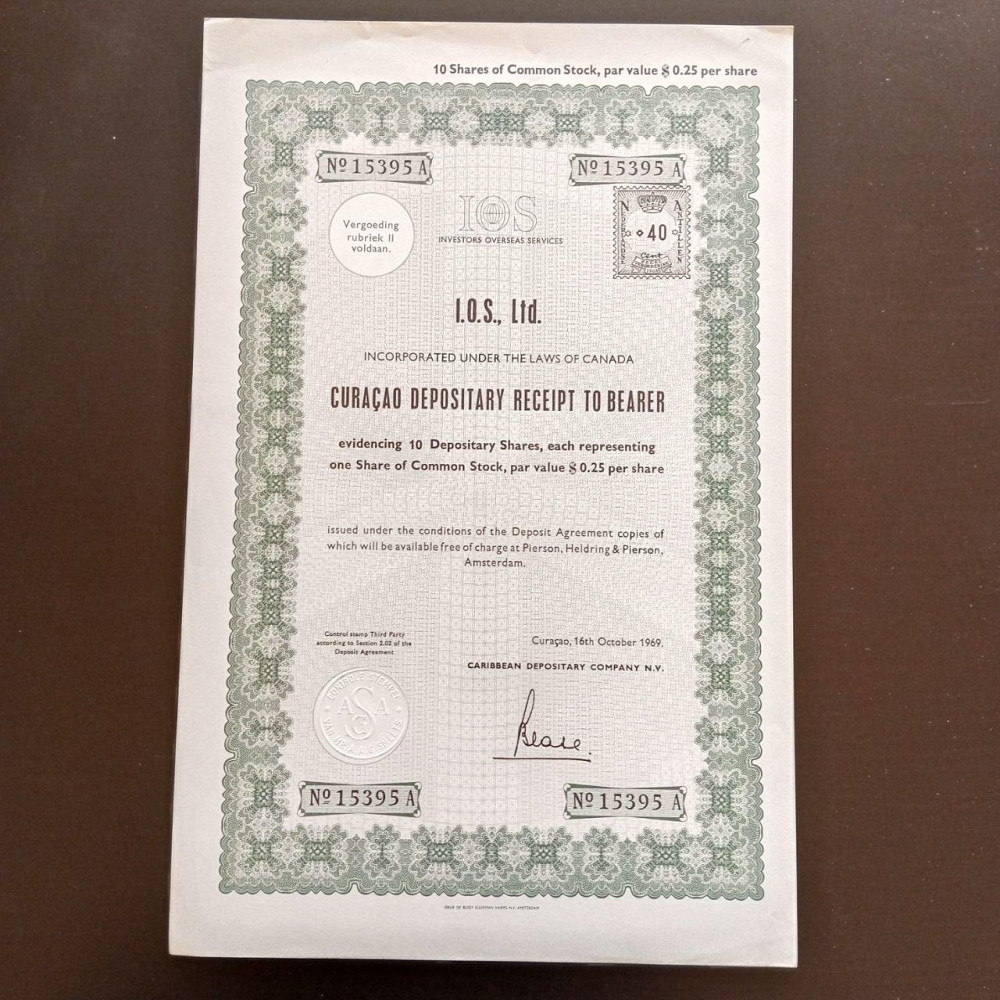 10 Shares of Common Stock, par value $ 0.25 per share
Nº 15395 A
Nº 15395 A
Vergoeding
rubriek II
voldaan.
IOS
INVESTORS OVERSEAS SERVICES
NEDERLANDSE
ANTILLEN
40
Cent
I.O.S., Ltd.
INCORPORATED UNDER THE LAWS OF CANADA
CURAÇAO DEPOSITARY RECEIPT TO BEARER
evidencing 10 Depositary Shares, each representing
one Share of Common Stock, par value $ 0.25 per share
issued under the conditions of the Deposit Agreement copies of
which will be available free of charge at Pierson, Heldring & Pierson,
Amsterdam.
Control stamp Third Party
according to Section 2.02 of the
Deposit Agreement
Curaçao, 16th October 1969.
CARIBBEAN DEPOSITARY COMPANY N.V.
Nº 15395 A
Nº 15395 A